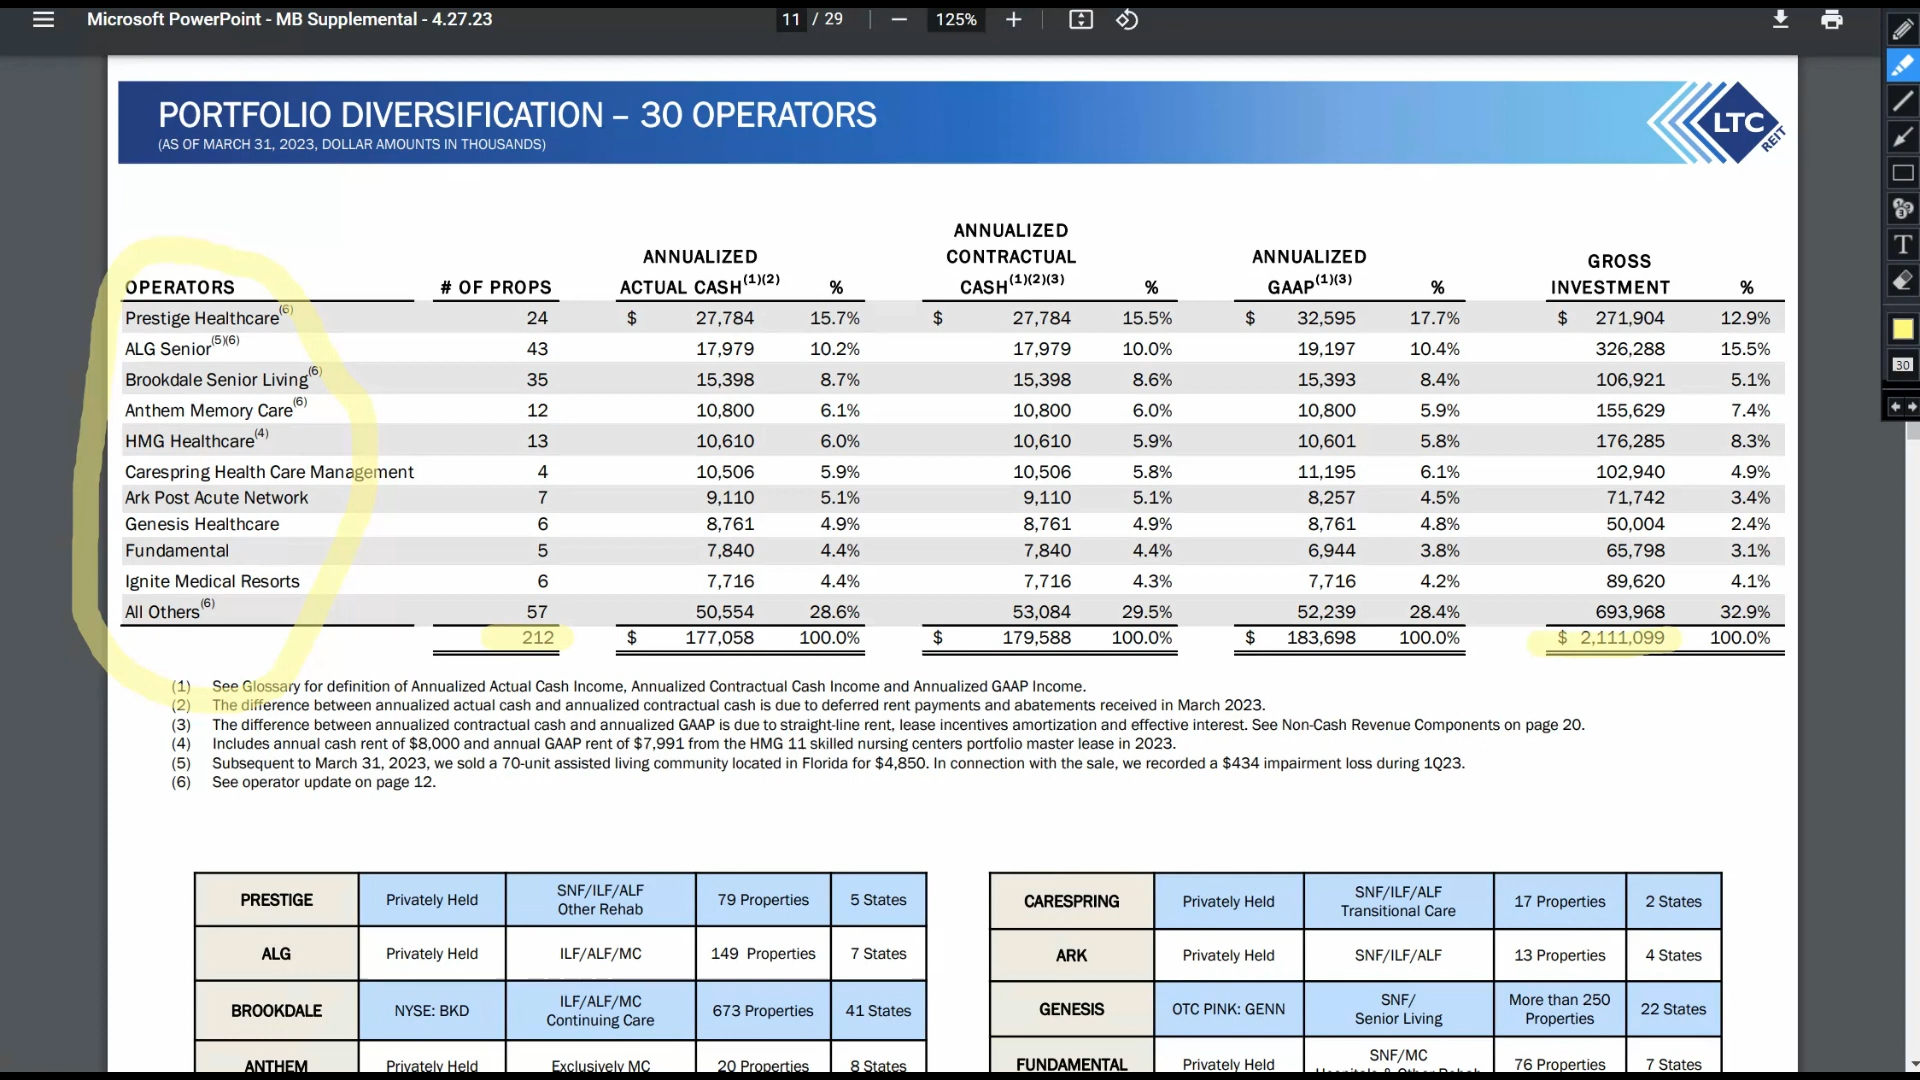 Microsoft PowerPoint - MB Supplemental - 4.27.23
11 / 29
125%
PORTFOLIO DIVERSIFICATION – 30 OPERATORS
(AS OF MARCH 31, 2023, DOLLAR AMOUNTS IN THOUSANDS)
LTC REIT
T
30
OPERATORS # OF PROPS ANNUALIZED ACTUAL CASH(1)(2) % ANNUALIZED CONTRACTUAL CASH(1)(2)(3) % ANNUALIZED GAAP(1)(3) % GROSS INVESTMENT %
Prestige Healthcare(6) 24 $ 27,784 15.7% $ 27,784 15.5% $ 32,595 17.7% $ 271,904 12.9%
ALG Senior(5)(6) 43 17,979 10.2% 17,979 10.0% 19,197 10.4% 326,288 15.5%
Brookdale Senior Living(6) 35 15,398 8.7% 15,398 8.6% 15,393 8.4% 106,921 5.1%
Anthem Memory Care(6) 12 10,800 6.1% 10,800 6.0% 10,800 5.9% 155,629 7.4%
HMG Healthcare(4) 13 10,610 6.0% 10,610 5.9% 10,601 5.8% 176,285 8.3%
Carespring Health Care Management 4 10,506 5.9% 10,506 5.8% 11,195 6.1% 102,940 4.9%
Ark Post Acute Network 7 9,110 5.1% 9,110 5.1% 8,257 4.5% 71,742 3.4%
Genesis Healthcare 6 8,761 4.9% 8,761 4.9% 8,761 4.8% 50,004 2.4%
Fundamental 5 7,840 4.4% 7,840 4.4% 6,944 3.8% 65,798 3.1%
Ignite Medical Resorts 6 7,716 4.4% 7,716 4.3% 7,716 4.2% 89,620 4.1%
All Others(6) 57 50,554 28.6% 53,084 29.5% 52,239 28.4% 693,968 32.9%
212 $ 177,058 100.0% $ 179,588 100.0% $ 183,698 100.0% $ 2,111,099 100.0%
(1) See Glossary for definition of Annualized Actual Cash Income, Annualized Contractual Cash Income and Annualized GAAP Income.
(2) The difference between annualized actual cash and annualized contractual cash is due to deferred rent payments and abatements received in March 2023.
(3) The difference between annualized contractual cash and annualized GAAP is due to straight-line rent, lease incentives amortization and effective interest. See Non-Cash Revenue Components on page 20.
(4) Includes annual cash rent of $8,000 and annual GAAP rent of $7,991 from the HMG 11 skilled nursing centers portfolio master lease in 2023.
(5) Subsequent to March 31, 2023, we sold a 70-unit assisted living community located in Florida for $4,850. In connection with the sale, we recorded a $434 impairment loss during 1Q23.
(6) See operator update on page 12.
PRESTIGE Privately Held SNF/ILF/ALF Other Rehab 79 Properties 5 States
ALG Privately Held ILF/ALF/MC 149 Properties 7 States
BROOKDALE NYSE: BKD ILF/ALF/MC Continuing Care 673 Properties 41 States
ANTHEM Privately Held Exclusively MC 20 Properties 8 States
CARESPRING Privately Held SNF/ILF/ALF Transitional Care 17 Properties 2 States
ARK Privately Held SNF/ILF/ALF 13 Properties 4 States
GENESIS OTC PINK: GENN SNF/ Senior Living More than 250 Properties 22 States
FUNDAMENTAL Privately Held SNF/MC 76 Properties 7 States